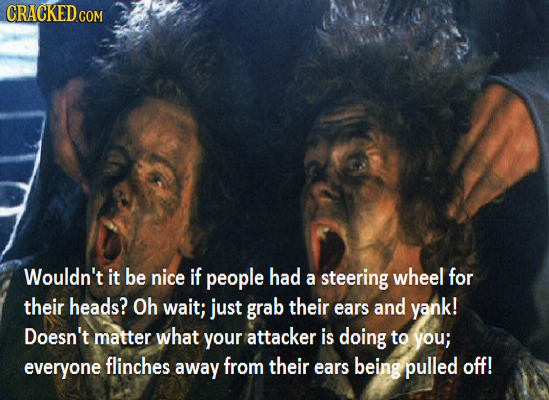 CRACKED.COM
Wouldn't it be nice if people had a steering wheel for
their heads? Oh wait; just grab their ears and yank!
Doesn't matter what your attacker is doing to you;
everyone flinches away from their ears being pulled off!